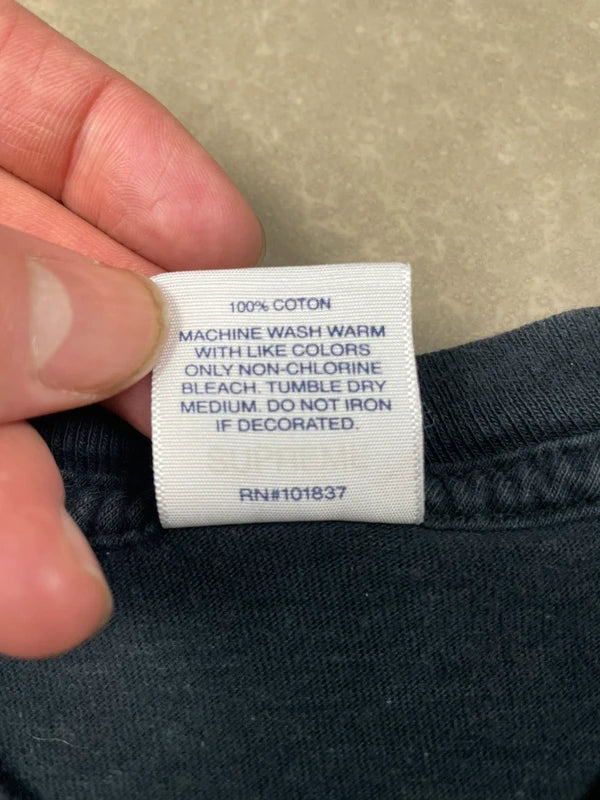 100% COTON
MACHINE WASH WARM
WITH LIKE COLORS
ONLY NON-CHLORINE
BLEACH. TUMBLE DRY
MEDIUM. DO NOT IRON
IF DECORATED.
SUPREME
RN#101837